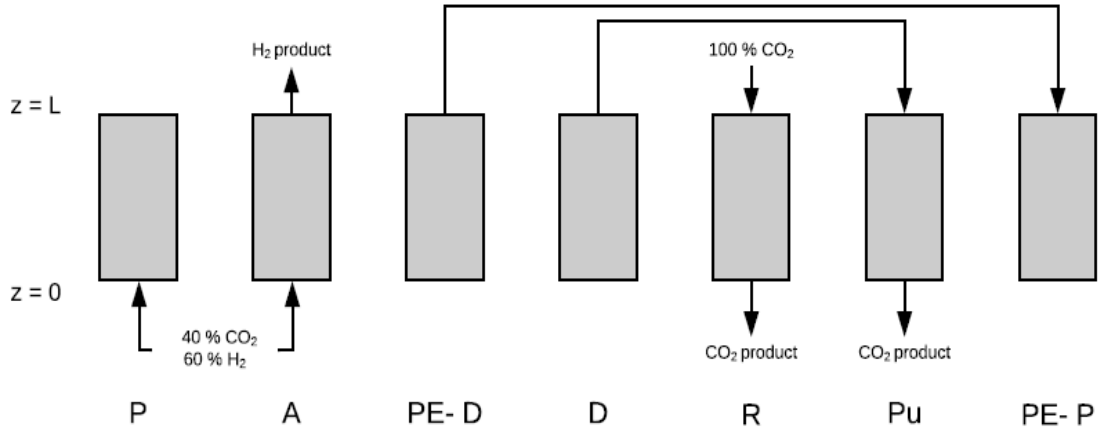 H₂ product
100 % CO₂
z = L
z = 0
40 % CO₂
60 % H₂
CO₂ product
CO₂ product
P
A
PE- D
D
R
Pu
PE- P